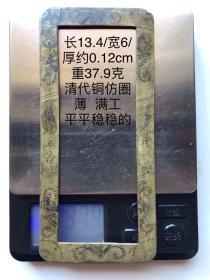 长13.4/宽6/
厚约0.12cm
重37.9克
清代铜仿圈
薄  满工
平平稳稳的